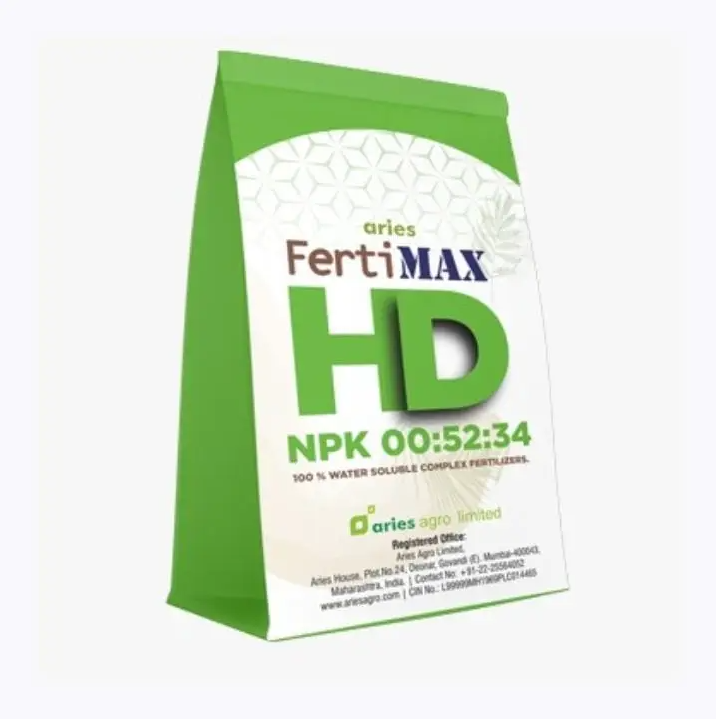 aries
FertiMAX
HD
NPK 00:52:34
100 % WATER SOLUBLE COMPLEX FERTILIZERS.
aries agro limited
Registered Office:
Aries Agro Limited,
Aries House, Plot.No.24, Deonar, Govandi (E). Mumbai-400043,
Maharashtra, India. | Contact No: +91-22-25564052
www.ariesagro.com | CIN No.: L99999MH1969PLC014465